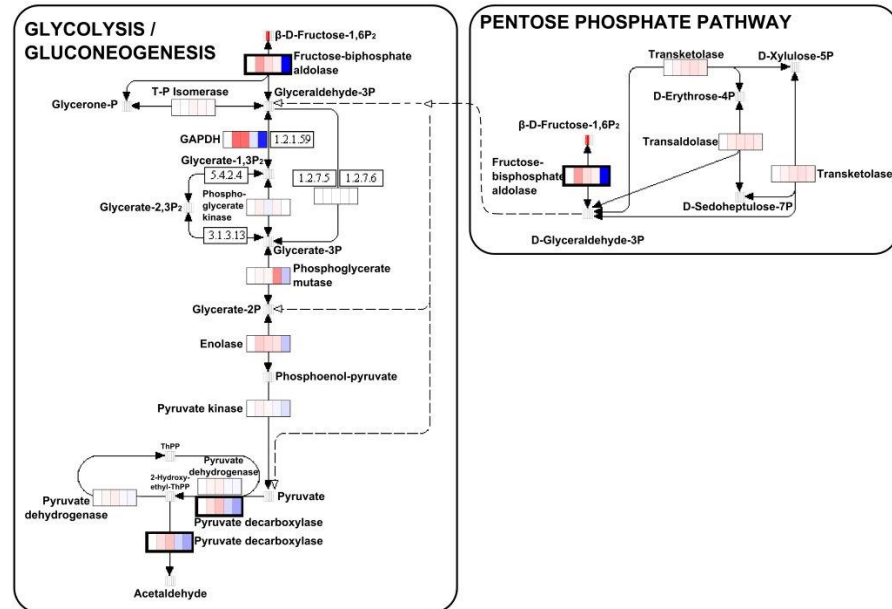 GLYCOLYSIS /
GLUCONEOGENESIS
β-D-Fructose-1,6P₂
Fructose-biphosphate
aldolase
Glyceraldehyde-3P
T-P Isomerase
Glycerone-P
GAPDH
1.2.1.59
Glycerate-1,3P₂
5.4.2.4
1.2.7.5
1.2.7.6
Phospho-
glycerate
kinase
Glycerate-2,3P₂
3.1.3.13
Glycerate-3P
Phosphoglycerate
mutase
Glycerate-2P
Enolase
Phosphoenol-pyruvate
Pyruvate kinase
ThPP
2-Hydroxy-
ethyl-ThPP
Pyruvate
dehydrogenase
Pyruvate
Pyruvate
dehydrogenase
Pyruvate decarboxylase
Pyruvate decarboxylase
Acetaldehyde
PENTOSE PHOSPHATE PATHWAY
Transketolase
D-Xylulose-5P
D-Erythrose-4P
β-D-Fructose-1,6P₂
Transaldolase
Fructose-
bisphosphate
aldolase
Transketolase
D-Sedoheptulose-7P
D-Glyceraldehyde-3P